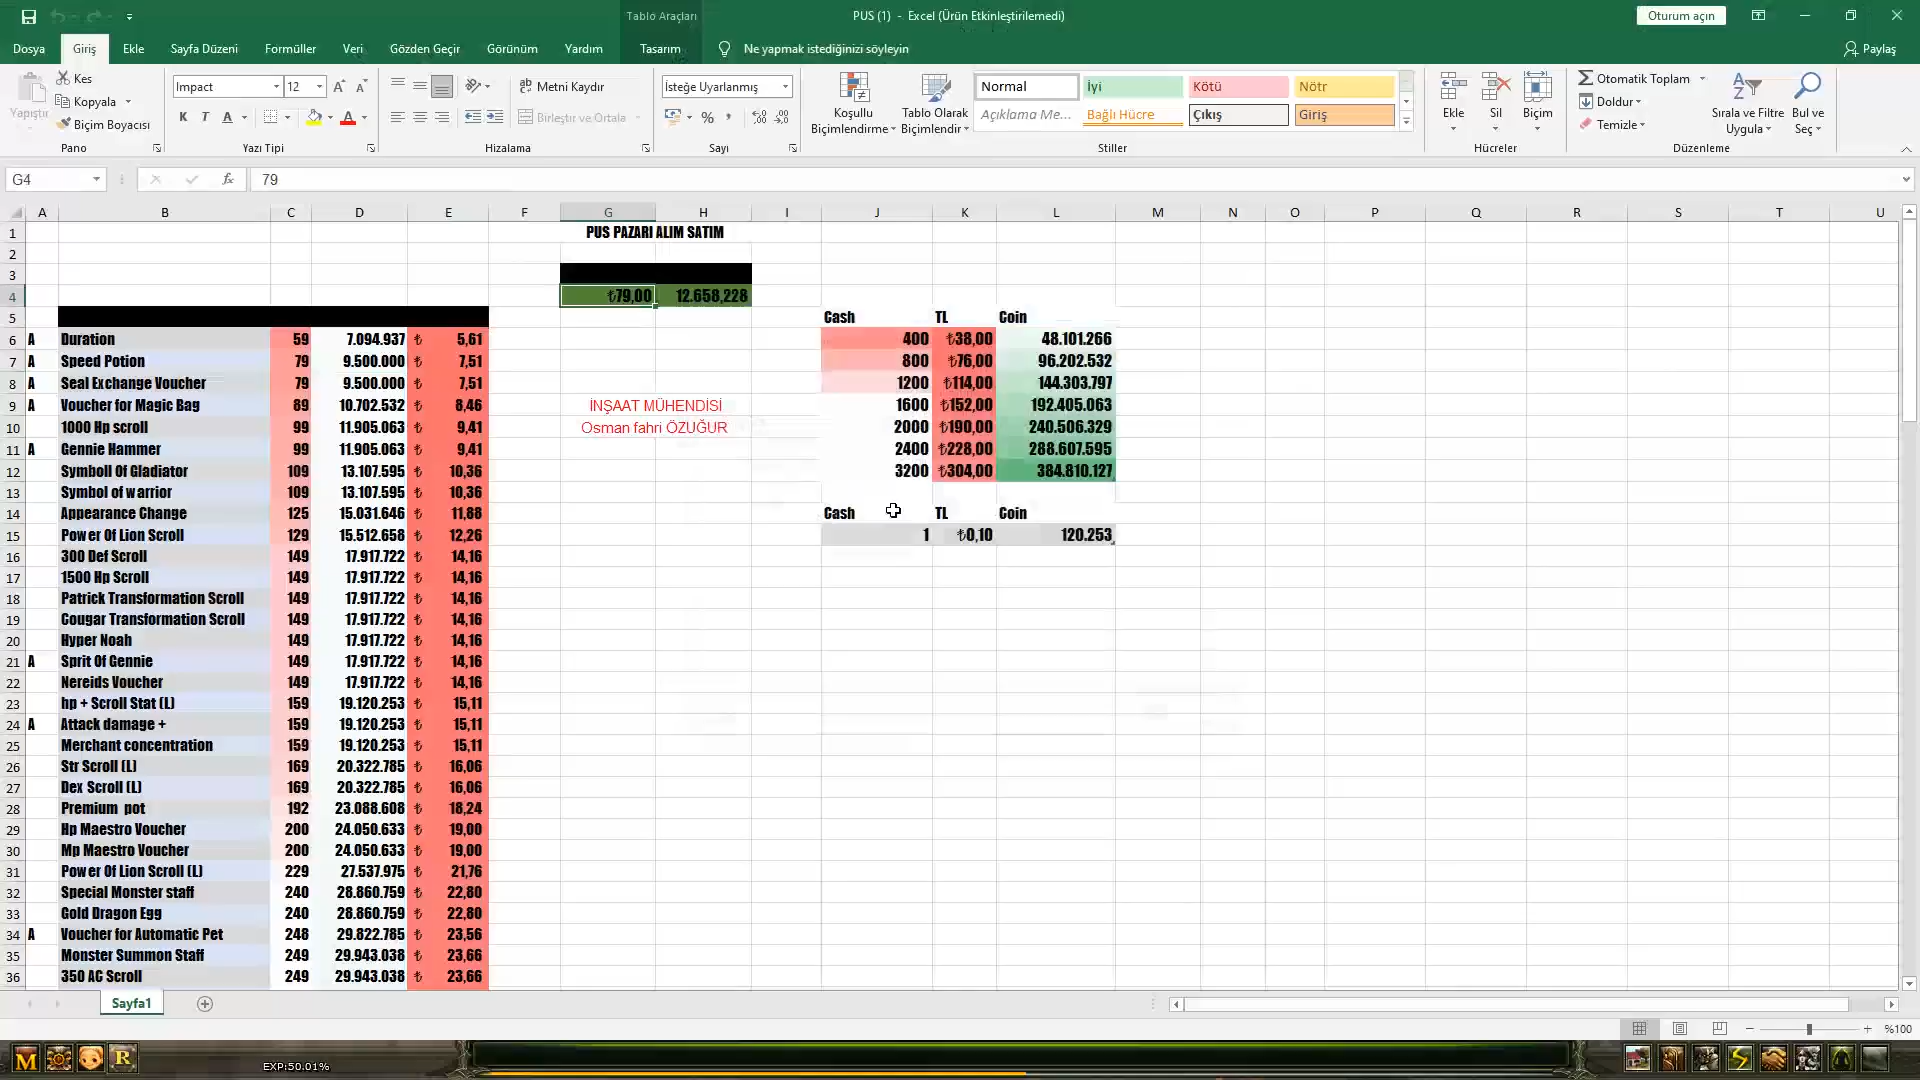 Tablo Araçları PUS (1) - Excel (Ürün Etkinleştirilemedi) Oturum açın
Dosya Giriş Ekle Sayfa Düzeni Formüller Veri Gözden Geçir Görünüm Yardım Tasarım Ne yapmak istediğinizi söyleyin Paylaş
Yapıştır
Kes
Kopyala
Biçim Boyacısı
Pano
Impact 12
K T A
Yazı Tipi
Metni Kaydır
Birleştir ve Ortala
Hizalama
İsteğe Uyarlanmış
Sayı
Koşullu Biçimlendirme
Tablo Olarak Biçimlendir
Normal İyi Kötü Nötr
Açıklama Me... Bağlı Hücre Çıkış Giriş
Stiller
Ekle Sil Biçim
Hücreler
Otomatik Toplam
Doldur
Temizle
Sırala ve Filtre Uygula
Bul ve Seç
Düzenleme
G4 fx 79
A B C D E F G H I J K L M N O P Q R S T U
1 PUS PAZARI ALIM SATIM
2
3
4 ₺79,00 12.658,228
5 Cash TL Coin
6 A Duration 59 7.094.937 ₺ 5,61 400 ₺38,00 48.101.266
7 A Speed Potion 79 9.500.000 ₺ 7,51 800 ₺76,00 96.202.532
8 A Seal Exchange Voucher 79 9.500.000 ₺ 7,51 1200 ₺114,00 144.303.797
9 A Voucher for Magic Bag 89 10.702.532 ₺ 8,46 İNŞAAT MÜHENDİSİ 1600 ₺152,00 192.405.063
10 1000 Hp scroll 99 11.905.063 ₺ 9,41 Osman fahri ÖZUĞUR 2000 ₺190,00 240.506.329
11 A Gennie Hammer 99 11.905.063 ₺ 9,41 2400 ₺228,00 288.607.595
12 Symboll Of Gladiator 109 13.107.595 ₺ 10,36 3200 ₺304,00 384.810.127
13 Symbol of warrior 109 13.107.595 ₺ 10,36
14 Appearance Change 125 15.031.646 ₺ 11,88 Cash TL Coin
15 Power Of Lion Scroll 129 15.512.658 ₺ 12,26 1 ₺0,10 120.253
16 300 Def Scroll 149 17.917.722 ₺ 14,16
17 1500 Hp Scroll 149 17.917.722 ₺ 14,16
18 Patrick Transformation Scroll 149 17.917.722 ₺ 14,16
19 Cougar Transformation Scroll 149 17.917.722 ₺ 14,16
20 Hyper Noah 149 17.917.722 ₺ 14,16
21 A Sprit Of Gennie 149 17.917.722 ₺ 14,16
22 Nereids Voucher 149 17.917.722 ₺ 14,16
23 hp + Scroll Stat (L) 159 19.120.253 ₺ 15,11
24 A Attack damage + 159 19.120.253 ₺ 15,11
25 Merchant concentration 159 19.120.253 ₺ 15,11
26 Str Scroll (L) 169 20.322.785 ₺ 16,06
27 Dex Scroll (L) 169 20.322.785 ₺ 16,06
28 Premium pot 192 23.088.608 ₺ 18,24
29 Hp Maestro Voucher 200 24.050.633 ₺ 19,00
30 Mp Maestro Voucher 200 24.050.633 ₺ 19,00
31 Power Of Lion Scroll (L) 229 27.537.975 ₺ 21,76
32 Special Monster staff 240 28.860.759 ₺ 22,80
33 Gold Dragon Egg 240 28.860.759 ₺ 22,80
34 A Voucher for Automatic Pet 248 29.822.785 ₺ 23,56
35 Monster Summon Staff 249 29.943.038 ₺ 23,66
36 350 AC Scroll 249 29.943.038 ₺ 23,66
Sayfa1
%100
M R EXP:50.01%